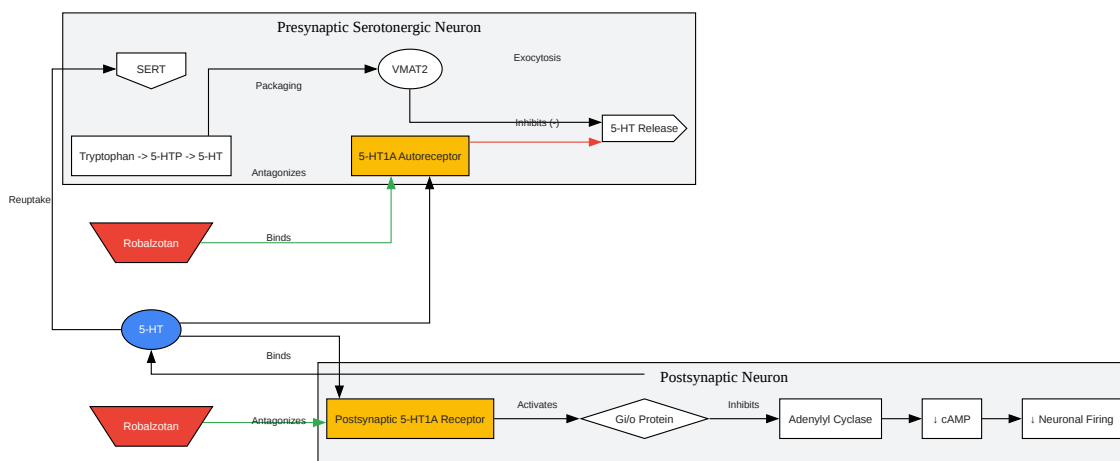 Presynaptic Serotonergic Neuron
Exocytosis
SERT
VMAT2
Packaging
Inhibits (-)
5-HT Release
Tryptophan -> 5-HTP -> 5-HT
5-HT1A Autoreceptor
Antagonizes
Reuptake
Robalzotan
Binds
5-HT
Binds
Postsynaptic Neuron
Robalzotan
Antagonizes
Postsynaptic 5-HT1A Receptor
Activates
Gi/o Protein
Inhibits
Adenylyl Cyclase
↓ cAMP
↓ Neuronal Firing